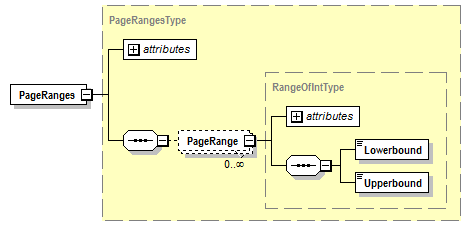 PageRangesType
attributes
PageRanges
RangeOfIntType
attributes
PageRange
0..∞
Lowerbound
Upperbound